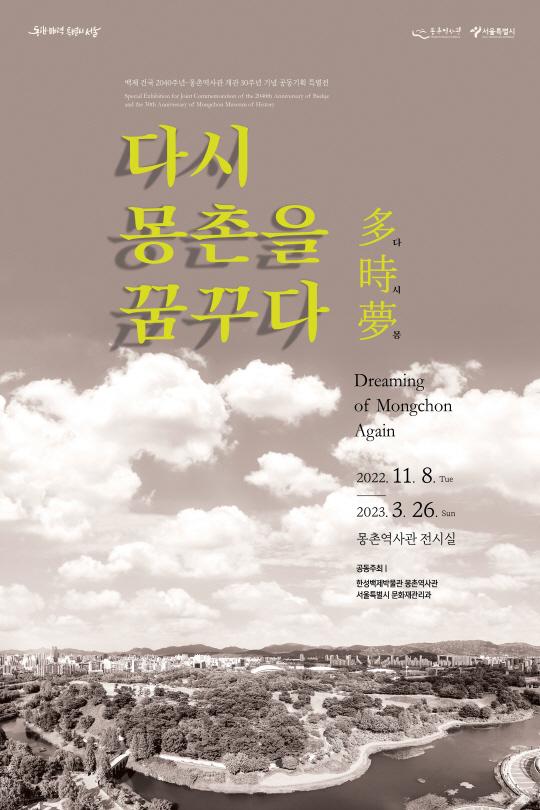 동행·매력 특별시 서울
몽촌역사관
서울특별시
백제 건국 2040주년·몽촌역사관 개관 30주년 기념 공동기획 특별전
Special Exhibition for Joint Commemoration of the 2040th Anniversary of Baekje
and the 30th Anniversary of Mongchon Museum of History
다시
몽촌을
꿈꾸다
多
다
時
시
夢
몽
Dreaming
of Mongchon
Again
2022. 11. 8. Tue
2023. 3. 26. Sun
몽촌역사관 전시실
공동주최 |
한성백제박물관 몽촌역사관
서울특별시 문화재관리과